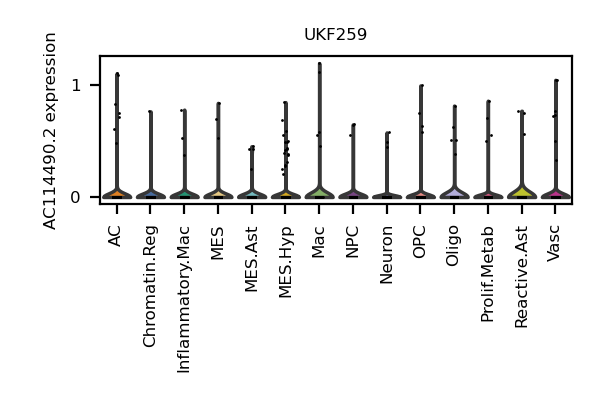 UKF259
AC114490.2 expression
1
0
AC
Chromatin.Reg
Inflammatory.Mac
MES
MES.Ast
MES.Hyp
Mac
NPC
Neuron
OPC
Oligo
Prolif.Metab
Reactive.Ast
Vasc